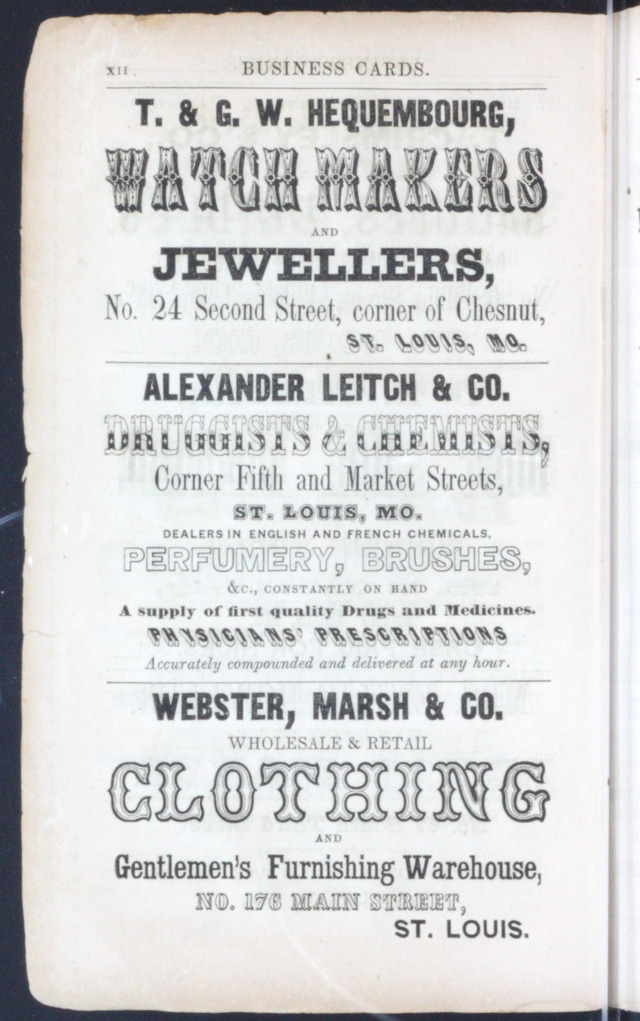 XII. BUSINESS CARDS.
T. & G. W. HEQUEMBOURG,
WATCH MAKERS
AND
JEWELLERS,
No. 24 Second Street, corner of Chesnut,
ST. LOUIS, MO.
ALEXANDER LEITCH & CO.
DRUGGISTS & CHEMISTS,
Corner Fifth and Market Streets,
ST. LOUIS, MO.
DEALERS IN ENGLISH AND FRENCH CHEMICALS,
PERFUMERY, BRUSHES,
&C., CONSTANTLY ON HAND
A supply of first quality Drugs and Medicines.
PHYSICIANS' PRESCRIPTIONS
Accurately compounded and delivered at any hour.
WEBSTER, MARSH & CO.
WHOLESALE & RETAIL
CLOTHING
AND
Gentlemen's Furnishing Warehouse,
NO. 176 MAIN STREET,
ST. LOUIS.